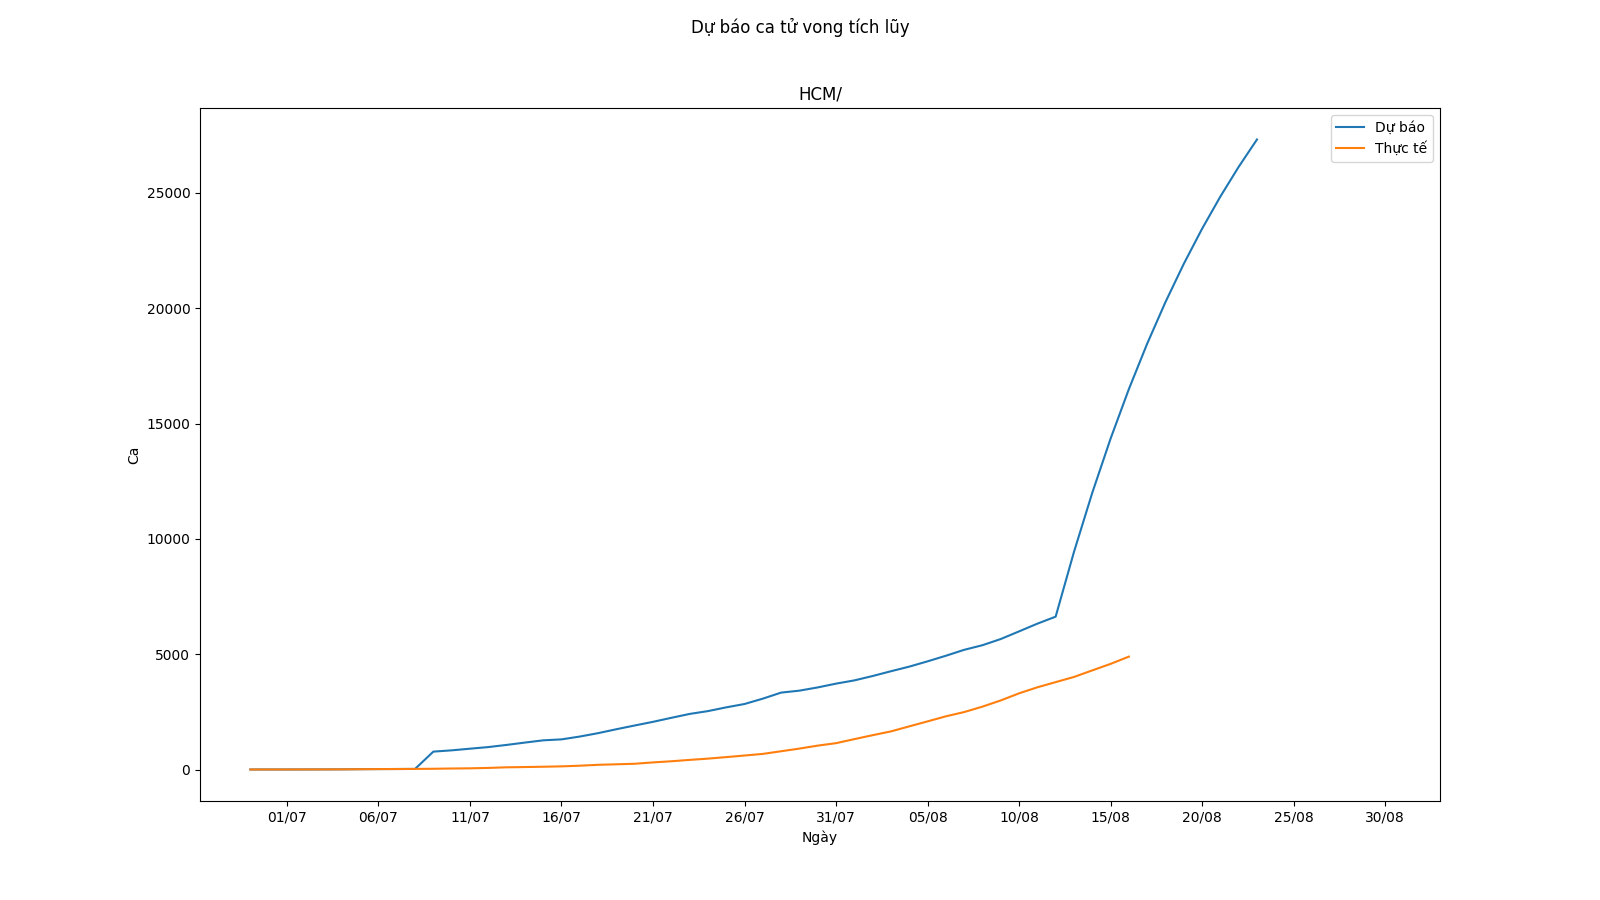 Dự báo ca tử vong tích lũy
HCM/
Dự báo
Thực tế
Ca
25000
20000
15000
10000
5000
0
01/07 06/07 11/07 16/07 21/07 26/07 31/07 05/08 10/08 15/08 20/08 25/08 30/08
Ngày